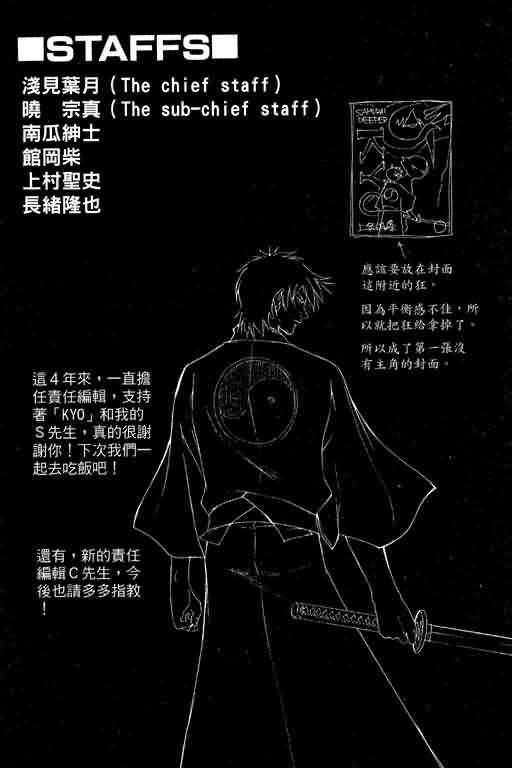 ■STAFFS■
淺見葉月(The chief staff)
曉 宗真(The sub-chief staff)
南瓜紳士
館岡柴
上村聖史
長緒隆也
SAMURAI
DEEPER
應該要放在封面
這附近的狂。
因為平衡感不佳,所
以就把狂給拿掉了。
所以成了第一張沒
有主角的封面。
這4年來,一直擔
任責任編輯,支持
著「KYO」和我的
S先生,真的很謝
謝你!下次我們一
起去吃飯吧!
還有,新的責任
編輯C先生,今
後也請多多指教
!